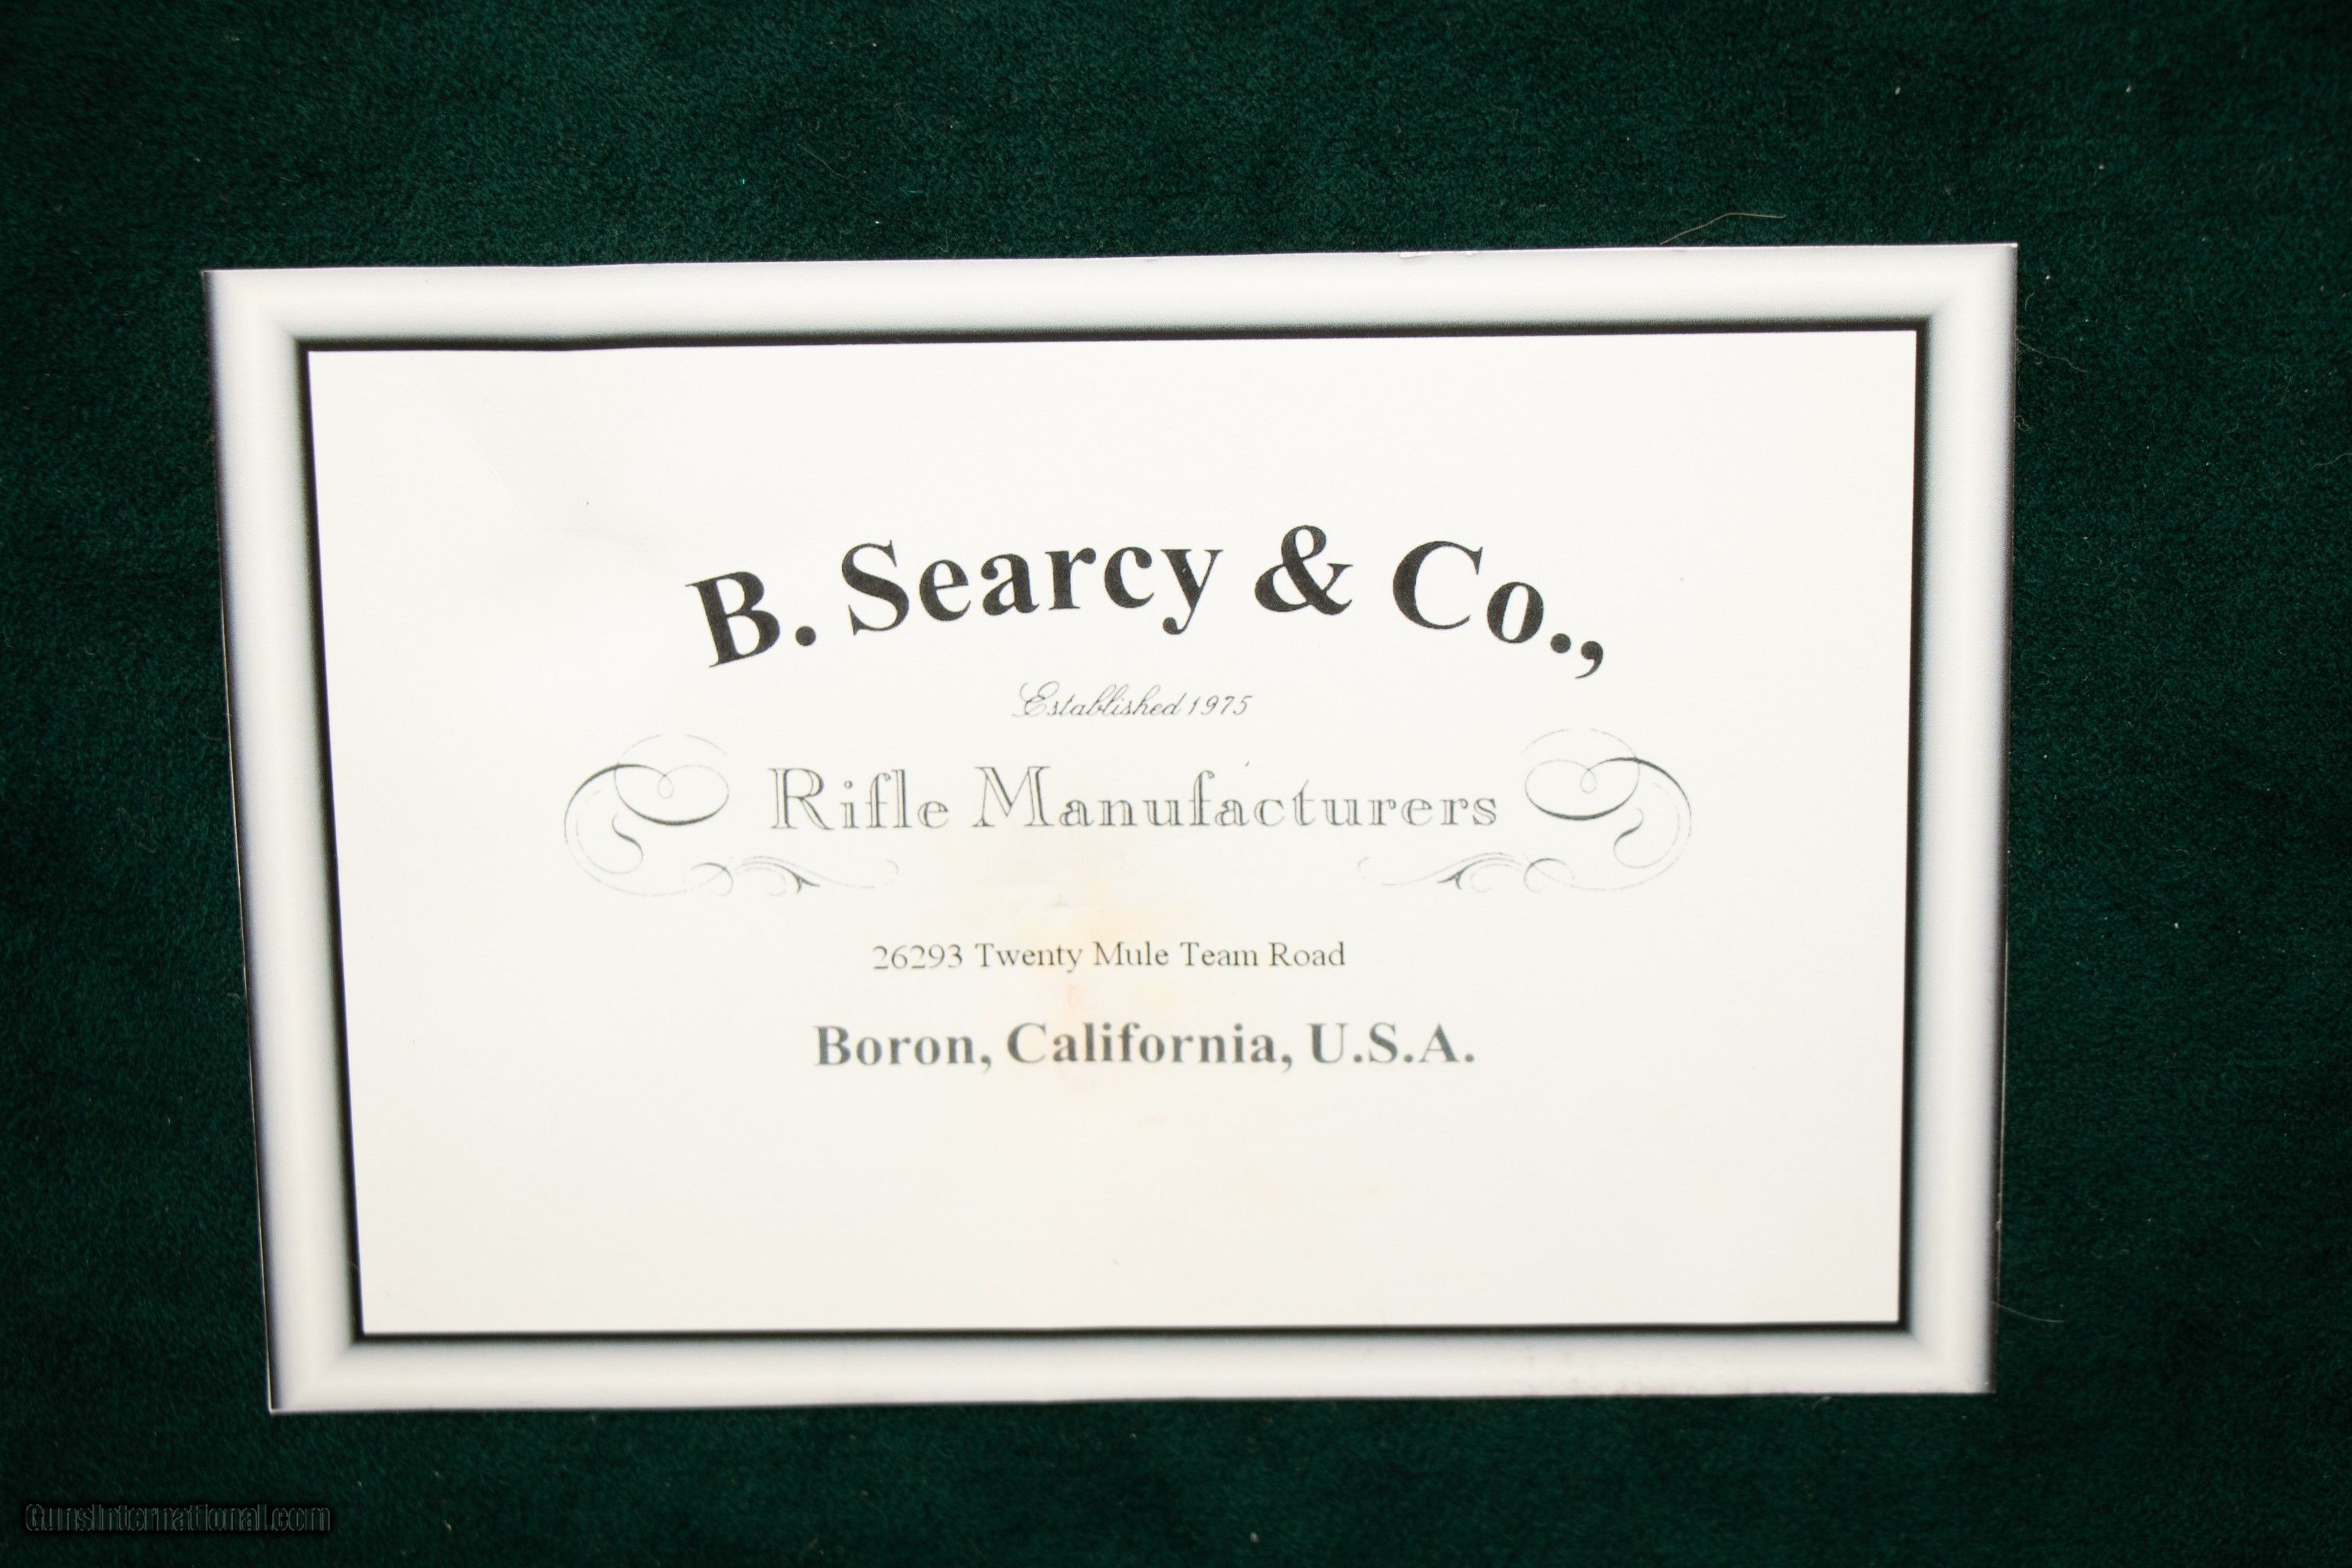 B. Searcy & Co.,
Established 1975
Rifle Manufacturers
26293 Twenty Mule Team Road
Boron, California, U.S.A.
GunsInternational.com